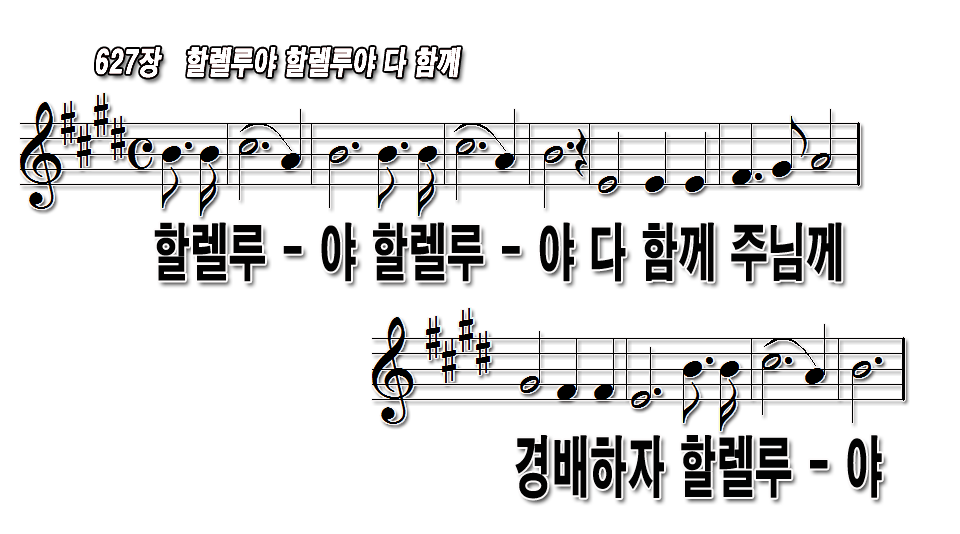 627장 할렐루야 할렐루야 다 함께
할렐루 - 야 할렐루 - 야 다 함께 주님께
경배하자 할렐루 - 야